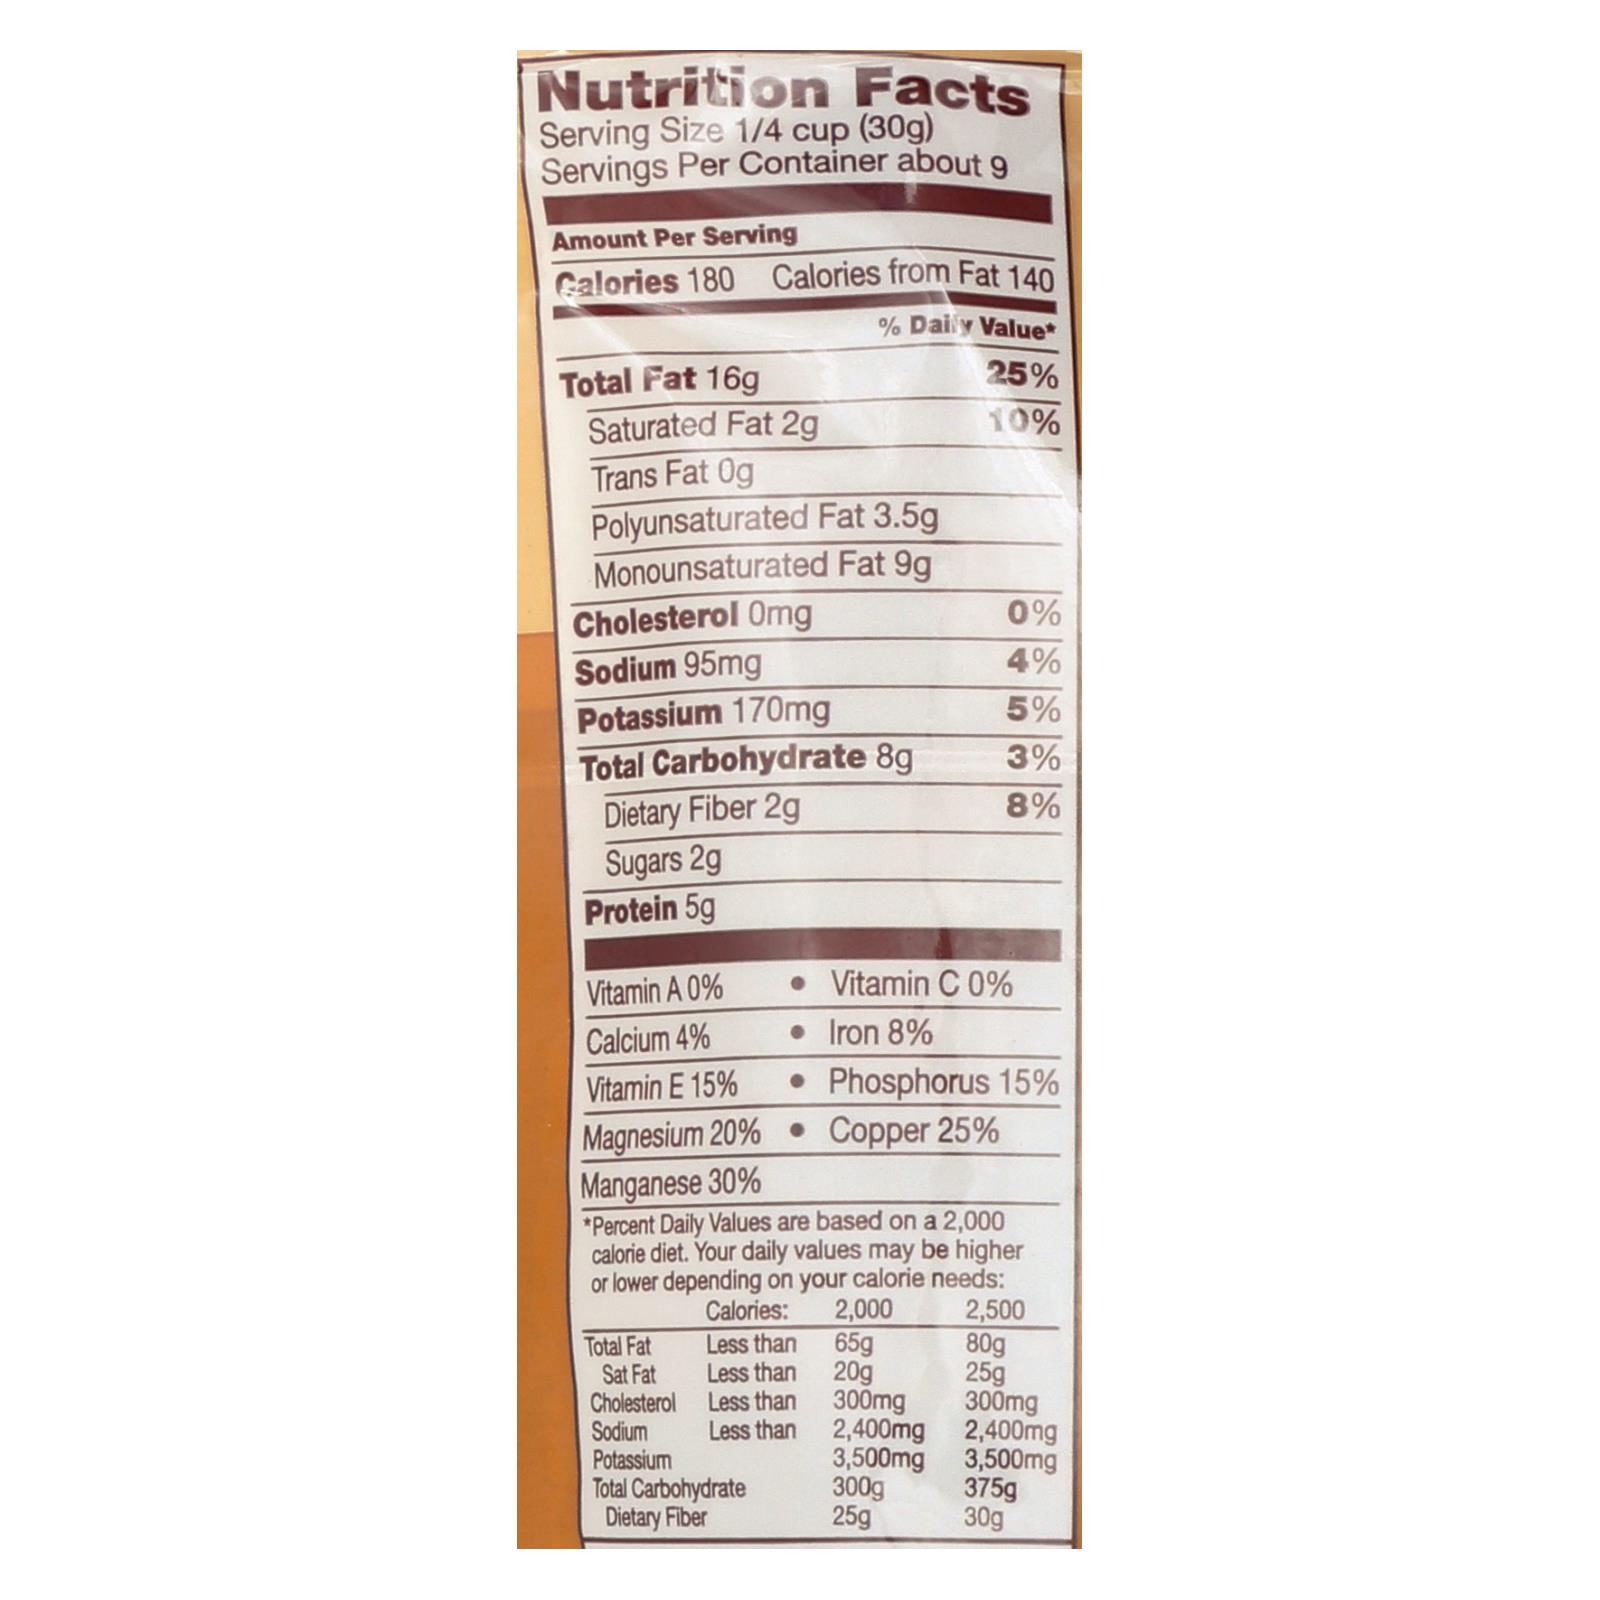 Nutrition Facts
Serving Size 1/4 cup (30g)
Servings Per Container about 9
Amount Per Serving
Calories 180 Calories from Fat 140
% Daily Value*
Total Fat 16g 25%
Saturated Fat 2g 10%
Trans Fat 0g
Polyunsaturated Fat 3.5g
Monounsaturated Fat 9g
Cholesterol 0mg 0%
Sodium 95mg 4%
Potassium 170mg 5%
Total Carbohydrate 8g 3%
Dietary Fiber 2g 8%
Sugars 2g
Protein 5g
Vitamin A 0% • Vitamin C 0%
Calcium 4% • Iron 8%
Vitamin E 15% • Phosphorus 15%
Magnesium 20% • Copper 25%
Manganese 30%
*Percent Daily Values are based on a 2,000
calorie diet. Your daily values may be higher
or lower depending on your calorie needs:
Calories: 2,000 2,500
Total Fat Less than 65g 80g
Sat Fat Less than 20g 25g
Cholesterol Less than 300mg 300mg
Sodium Less than 2,400mg 2,400mg
Potassium 3,500mg 3,500mg
Total Carbohydrate 300g 375g
Dietary Fiber 25g 30g